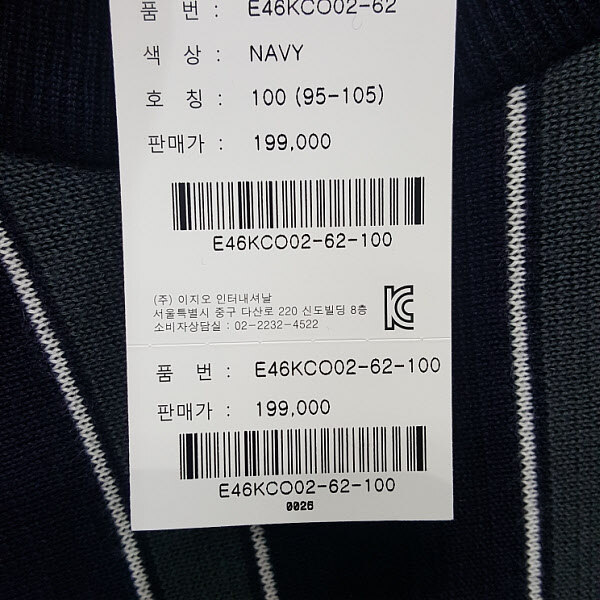 품 번 : E46KCO02-62
색 상 : NAVY
호 칭 : 100 (95-105)
판매가 : 199,000
E46KCO02-62-100
(주) 이지오 인터내셔날
서울특별시 중구 다산로 220 신도빌딩 8층
소비자상담실 : 02-2232-4522
품 번 : E46KCO02-62-100
판매가 : 199,000
E46KCO02-62-100
0026